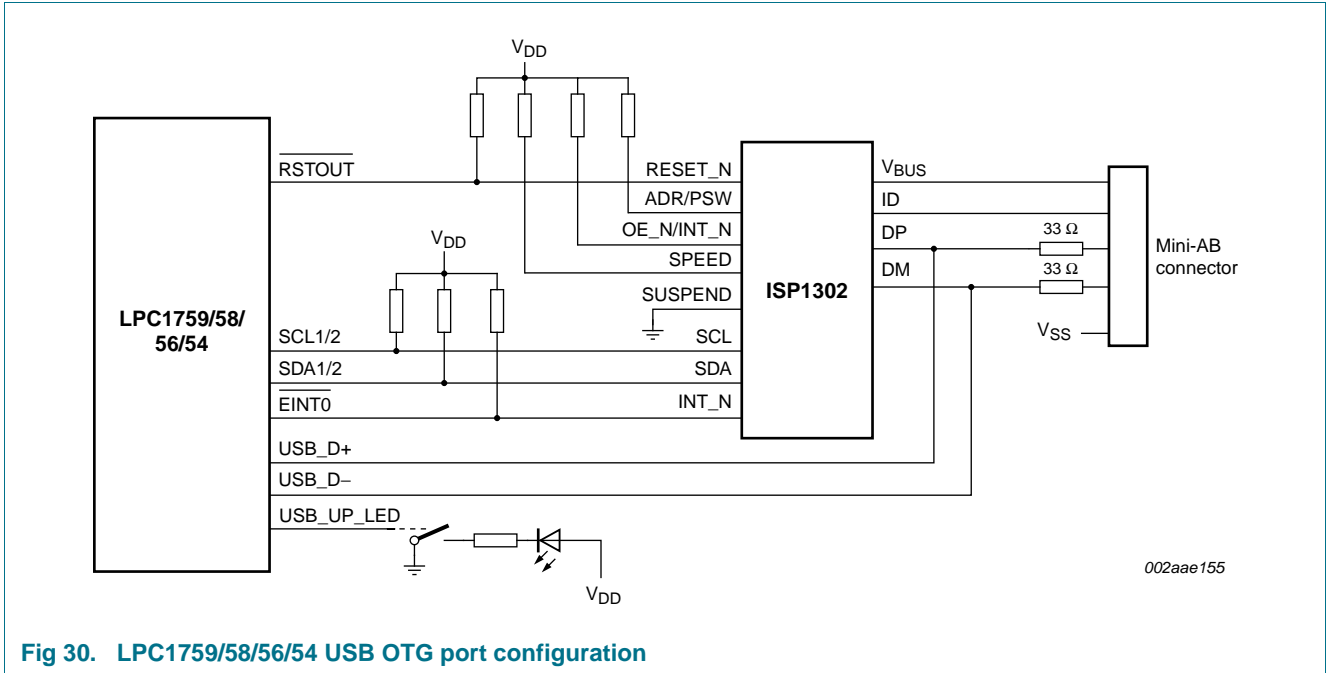 VDD
RSTOUT
RESET_N
VBUS
ADR/PSW
ID
OE_N/INT_N
DP
33 Ω
VDD
SPEED
DM
33 Ω
Mini-AB
connector
SUSPEND
ISP1302
LPC1759/58/
56/54
VSS
SCL1/2
SCL
SDA1/2
SDA
EINT0
INT_N
USB_D+
USB_D−
USB_UP_LED
VDD
002aae155
Fig 30. LPC1759/58/56/54 USB OTG port configuration